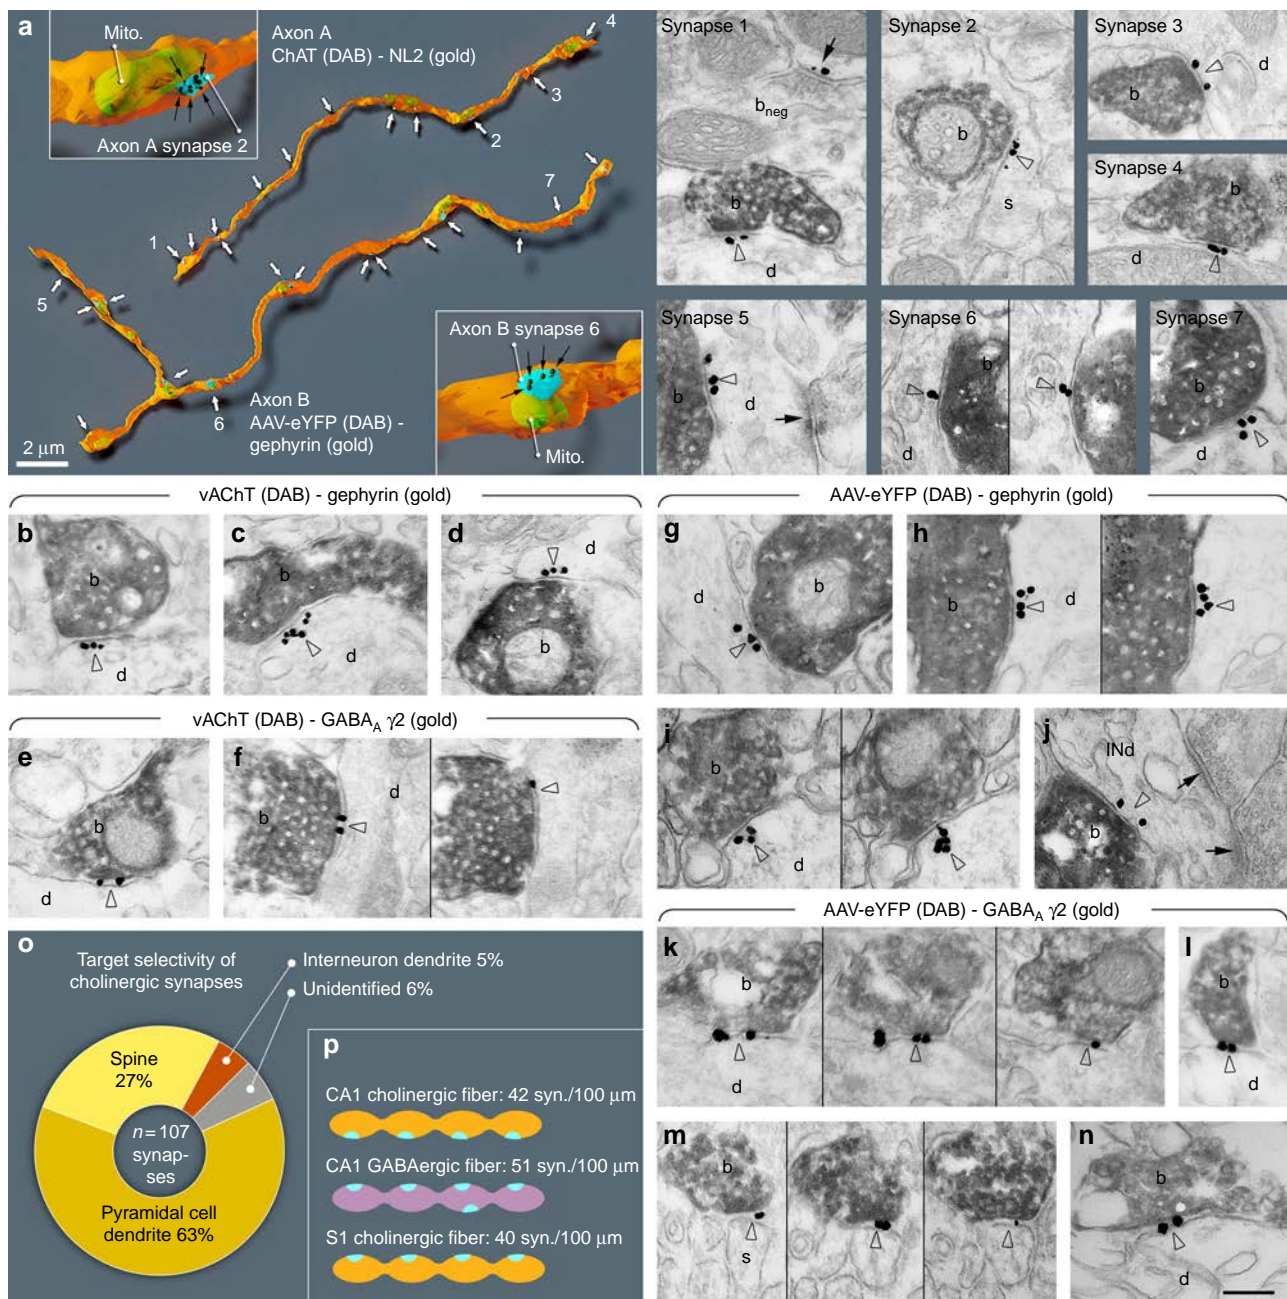 a
Mito.
Axon A synapse 2
Axon A
ChAT (DAB) - NL2 (gold)
4
3
2
1
7
5
6
Axon B
AAV-eYFP (DAB) -
gephyrin (gold)
2 μm
Axon B synapse 6
Mito.
Synapse 1
b_neg
b
d
Synapse 2
b
s
Synapse 3
d
b
Synapse 4
b
d
Synapse 5
b
d
Synapse 6
b
d
Synapse 7
b
d
vAChT (DAB) - gephyrin (gold)
b
b
d
c
b
d
d
d
b
AAV-eYFP (DAB) - gephyrin (gold)
g
d
b
h
b
d
vAChT (DAB) - GABA_A γ2 (gold)
e
b
d
f
b
d
i
b
d
j
INd
b
AAV-eYFP (DAB) - GABA_A γ2 (gold)
k
b
d
l
b
d
m
b
s
n
b
d
o
Target selectivity of
cholinergic synapses
Interneuron dendrite 5%
Unidentified 6%
Spine
27%
n = 107
synap-
ses
Pyramidal cell
dendrite 63%
p
CA1 cholinergic fiber: 42 syn./100 μm
CA1 GABAergic fiber: 51 syn./100 μm
S1 cholinergic fiber: 40 syn./100 μm